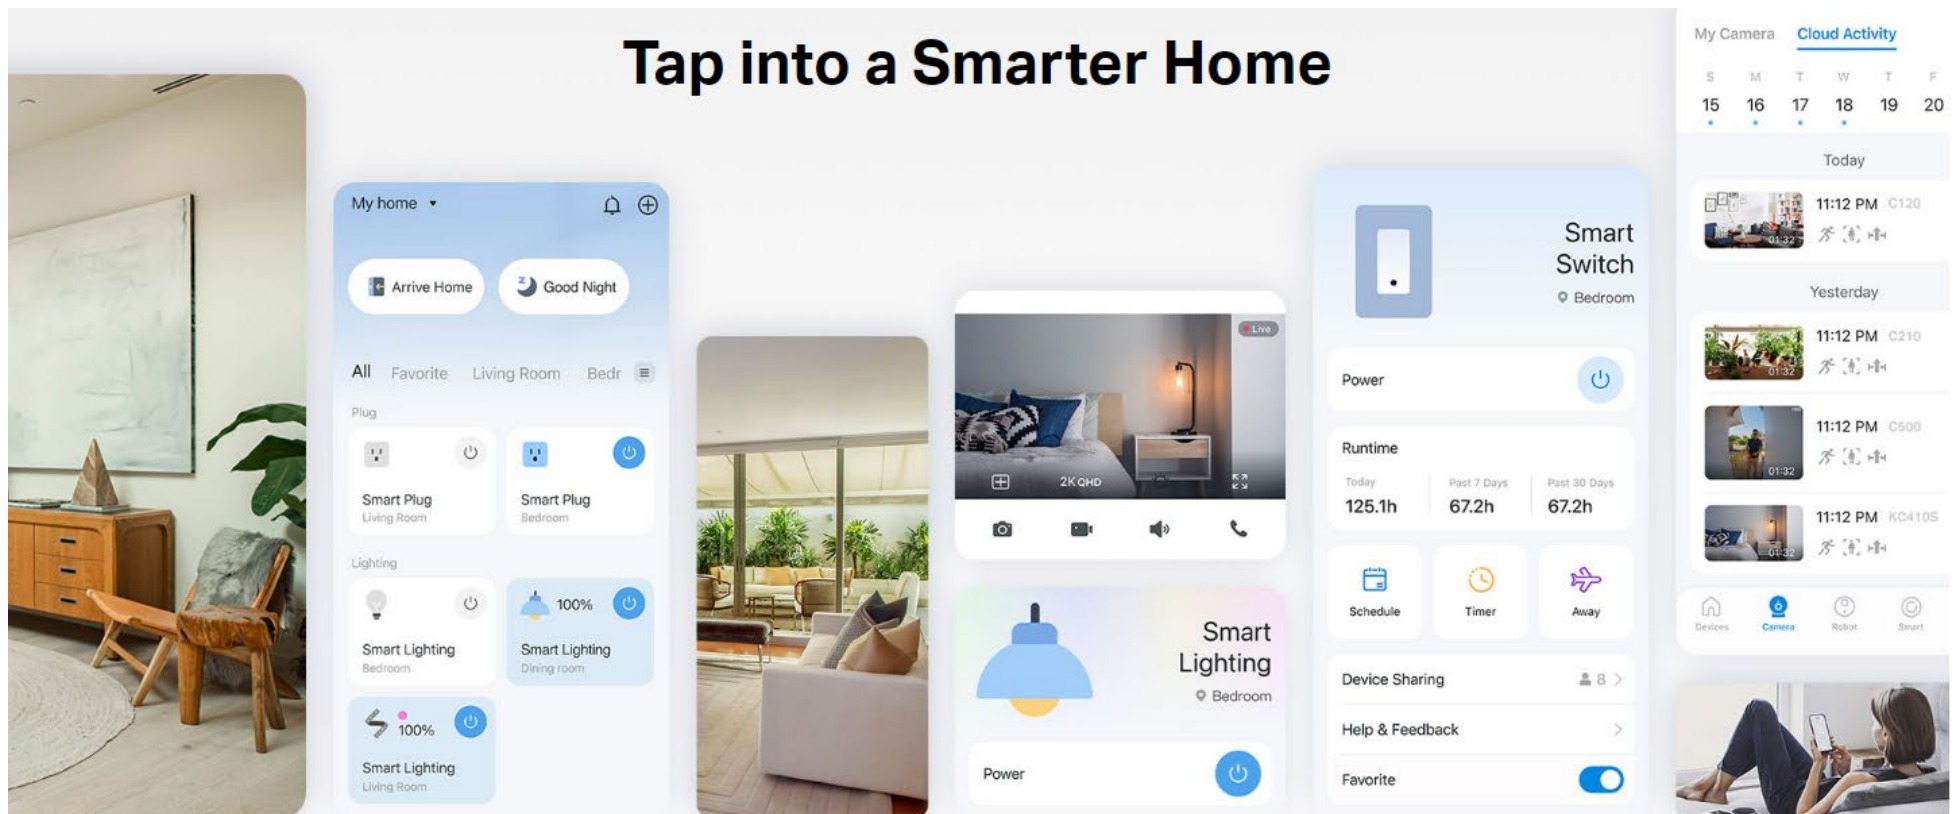 Tap into a Smarter Home
My home
Arrive Home
Good Night
All Favorite Living Room Bedr
Plug
Smart Plug
Living Room
Smart Plug
Bedroom
Lighting
Smart Lighting
Bedroom
100%
Smart Lighting
Dining room
100%
Smart Lighting
Living Room
Live
2K QHD
Smart
Lighting
Bedroom
Power
Smart
Switch
Bedroom
Power
Runtime
Today Past 7 Days Past 30 Days
125.1h 67.2h 67.2h
Schedule Timer Away
Device Sharing 8
Help & Feedback
Favorite
My Camera Cloud Activity
S M T W T F
15 16 17 18 19 20
Today
11:12 PM C120
01:32
Yesterday
11:12 PM C210
01:32
11:12 PM C500
01:32
11:12 PM KC410S
01:32
Devices Camera Robot Smart